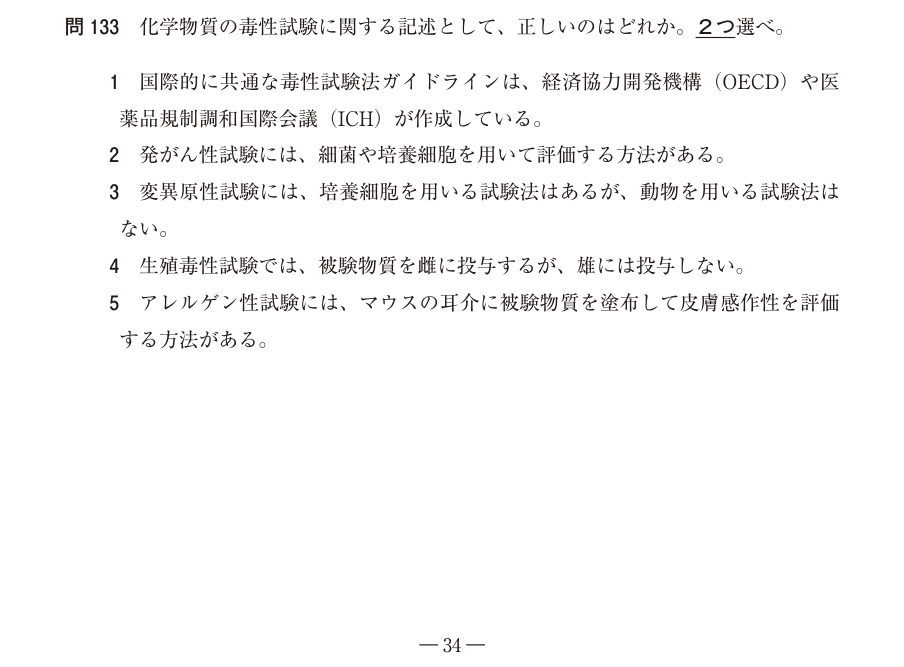 問 133 化学物質の毒性試験に関する記述として、正しいのはどれか。２つ選べ。
1 国際的に共通な毒性試験法ガイドラインは、経済協力開発機構（OECD）や医
薬品規制調和国際会議（ICH）が作成している。
2 発がん性試験には、細菌や培養細胞を用いて評価する方法がある。
3 変異原性試験には、培養細胞を用いる試験法はあるが、動物を用いる試験法は
ない。
4 生殖毒性試験では、被験物質を雌に投与するが、雄には投与しない。
5 アレルゲン性試験には、マウスの耳介に被験物質を塗布して皮膚感作性を評価
する方法がある。
— 34 —